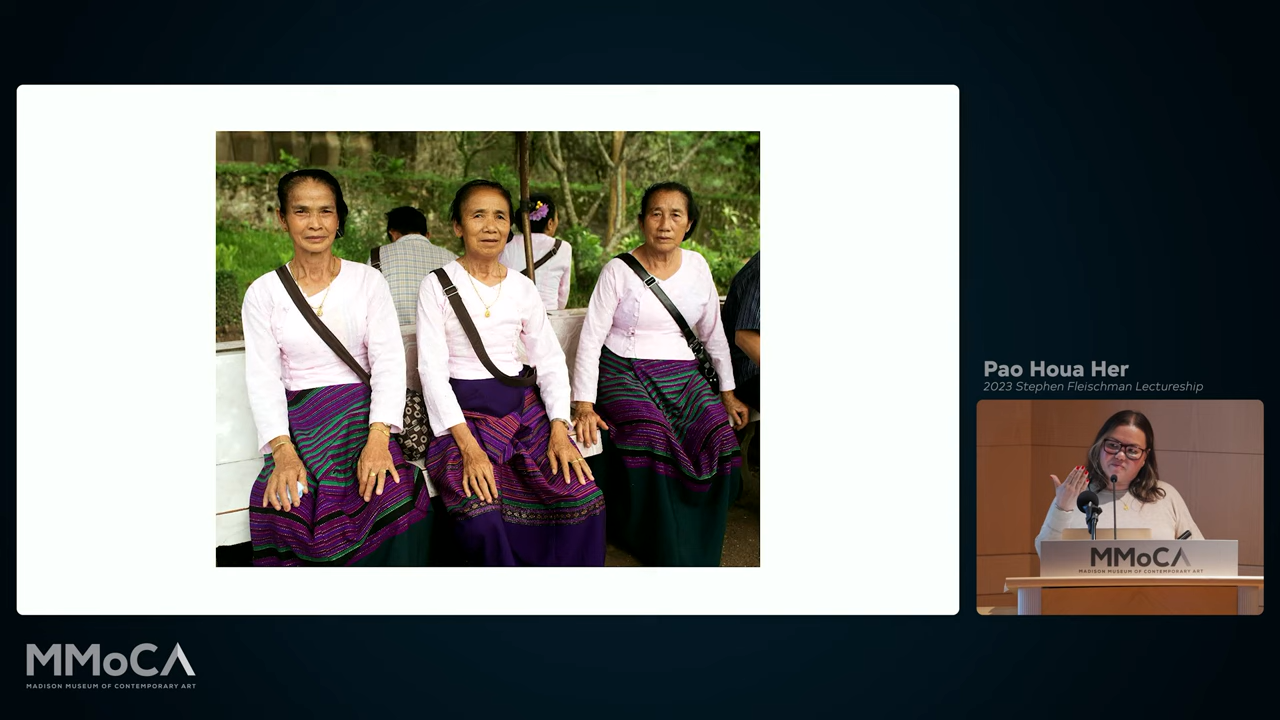 Pao Houa Her
2023 Stephen Fleischman Lectureship
MMoCA
MADISON MUSEUM OF CONTEMPORARY ART
MMoCA
MADISON MUSEUM OF CONTEMPORARY ART